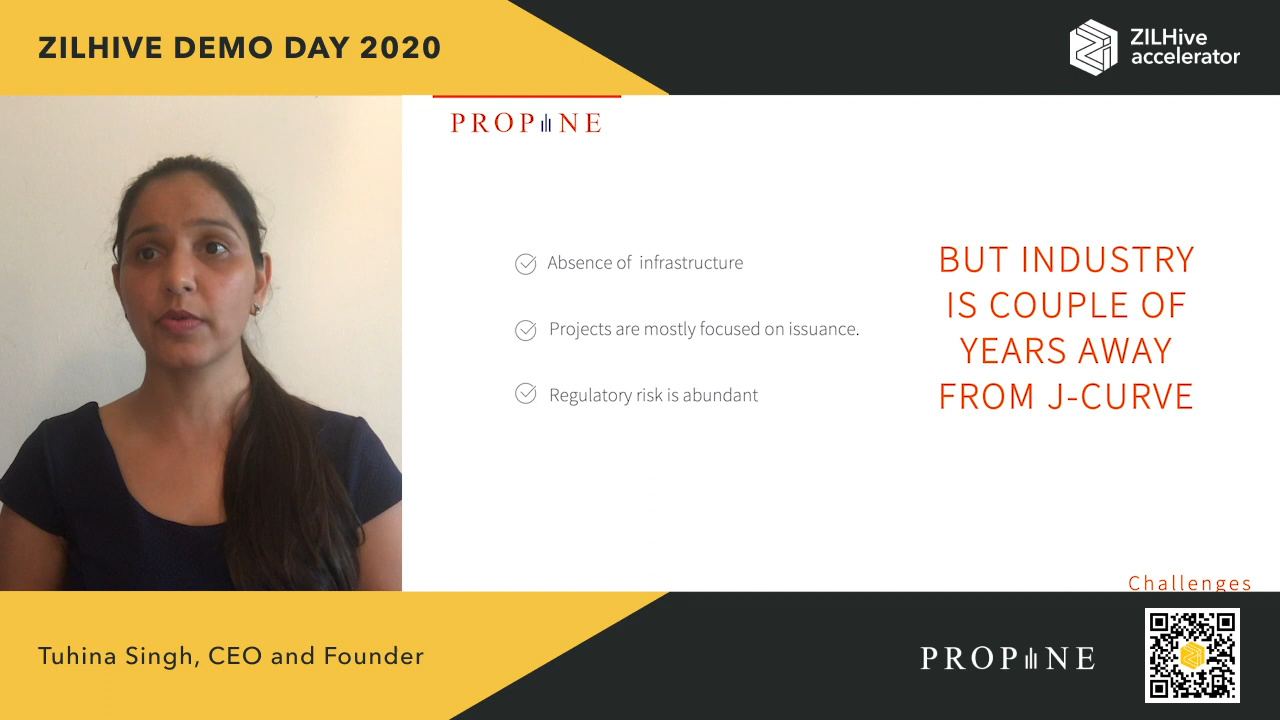 ZILHIVE DEMO DAY 2020
ZILHive
accelerator
PROPINE
Absence of infrastructure
Projects are mostly focused on issuance.
Regulatory risk is abundant
BUT INDUSTRY
IS COUPLE OF
YEARS AWAY
FROM J-CURVE
Challenges
Tuhina Singh, CEO and Founder
PROPINE